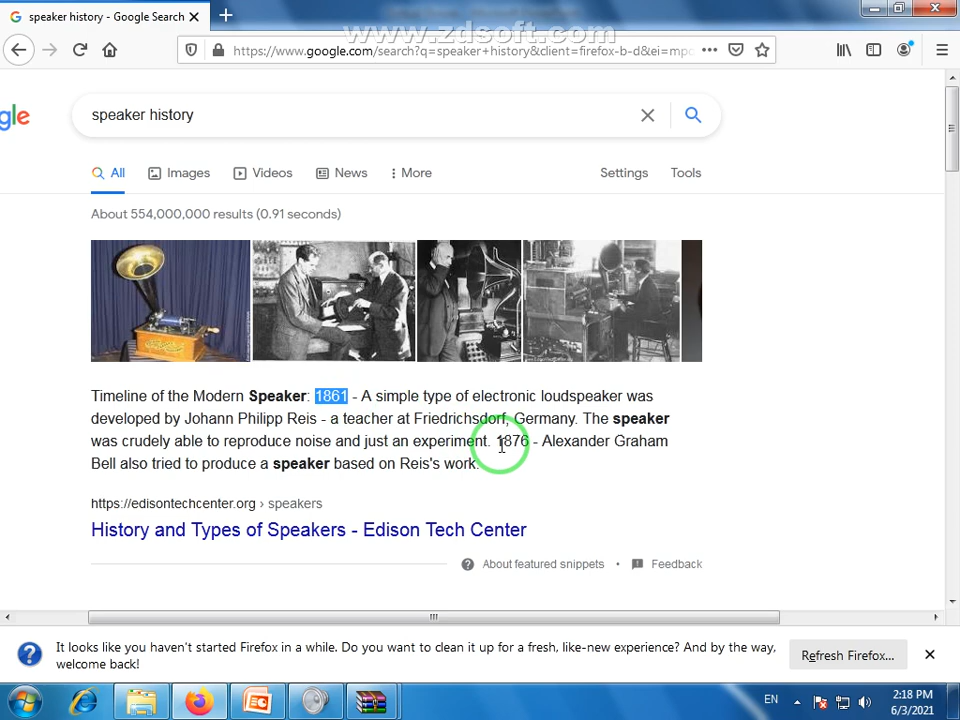 speaker history - Google Search
www.zdsoft.com
https://www.google.com/search?q=speaker+history&client=firefox-b-d&ei=mpc
gle
speaker history
All Images Videos News More Settings Tools
About 554,000,000 results (0.91 seconds)
Timeline of the Modern Speaker: 1861 - A simple type of electronic loudspeaker was
developed by Johann Philipp Reis - a teacher at Friedrichsdorf, Germany. The speaker
was crudely able to reproduce noise and just an experiment. 1876 - Alexander Graham
Bell also tried to produce a speaker based on Reis's work.
https://edisontechcenter.org › speakers
History and Types of Speakers - Edison Tech Center
About featured snippets • Feedback
It looks like you haven't started Firefox in a while. Do you want to clean it up for a fresh, like-new experience? And by the way,
welcome back!
Refresh Firefox...
EN
2:18 PM
6/3/2021